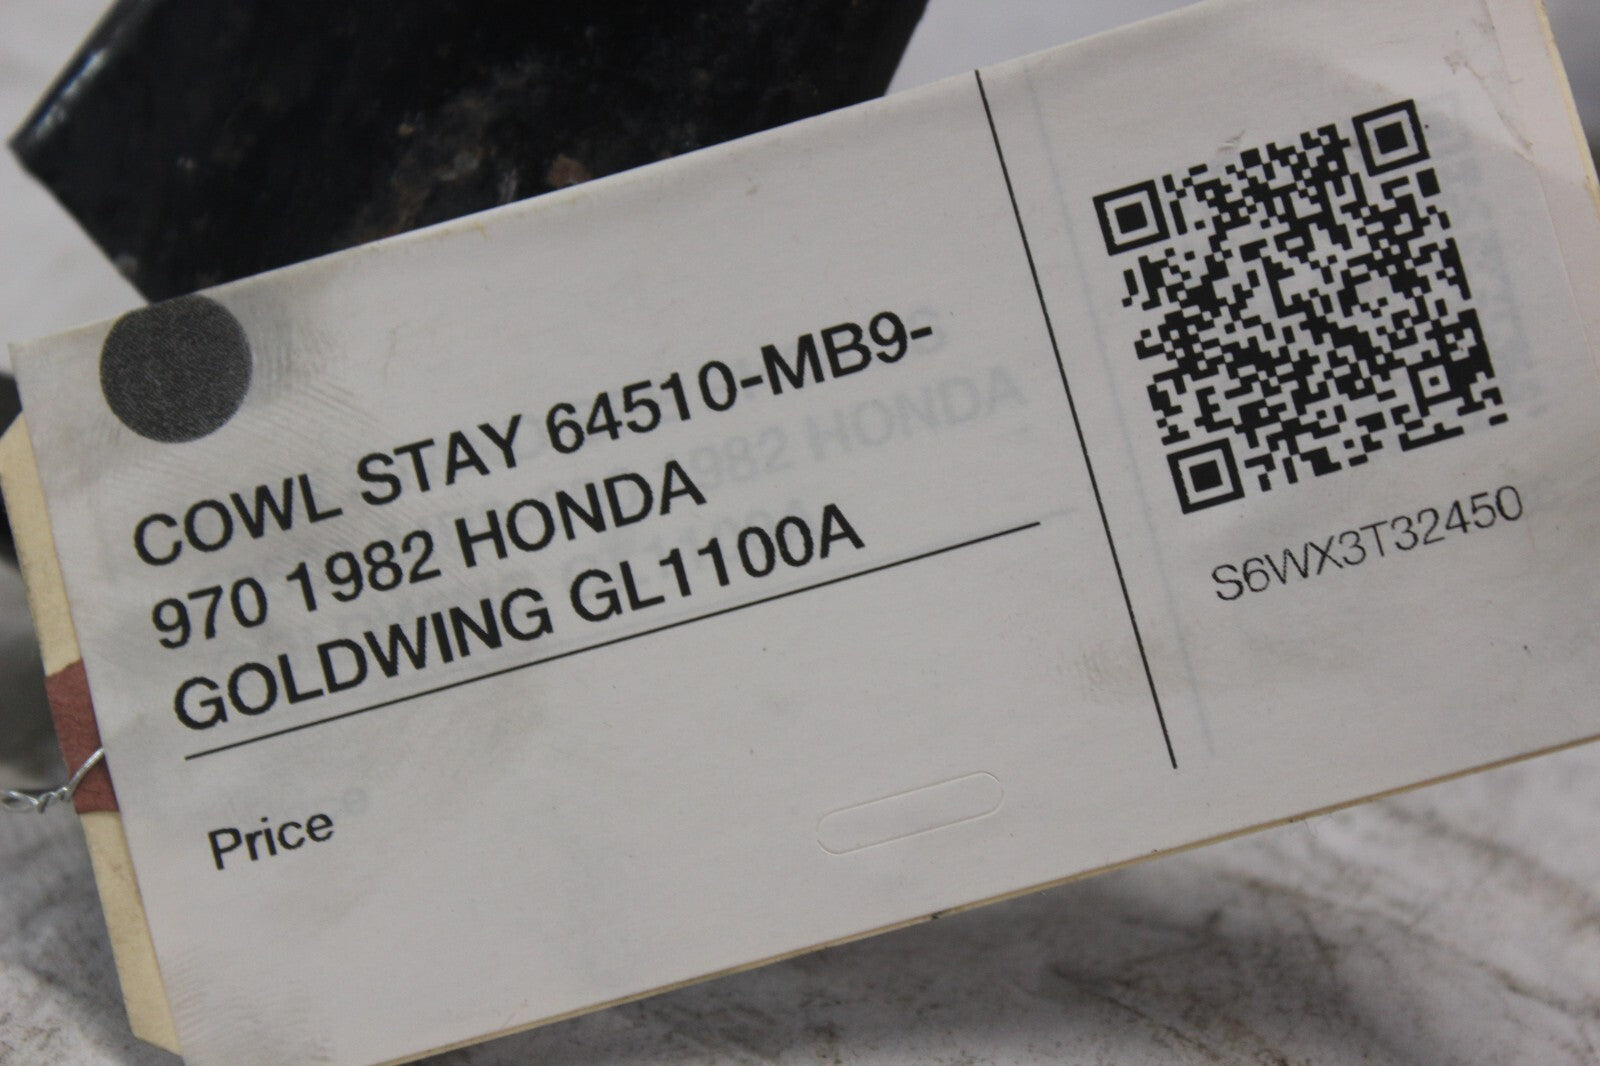 COWL STAY 64510-MB9-
970 1982 HONDA
GOLDWING GL1100A
Price
S6WX3T32450